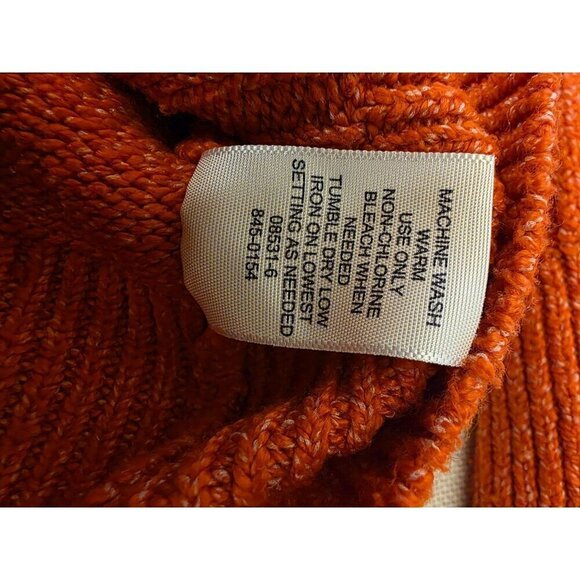 MACHINE WASH
WARM
USE ONLY
NON-CHLORINE
BLEACH WHEN
NEEDED
TUMBLE DRY LOW
IRON ON LOWEST
SETTING AS NEEDED
08531-6
845-0154